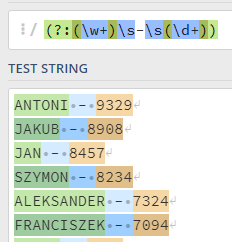 (?:(\w+)\s-\s(\d+))
TEST STRING
ANTONI - 9329
JAKUB - 8908
JAN - 8457
SZYMON - 8234
ALEKSANDER - 7324
FRANCISZEK - 7094